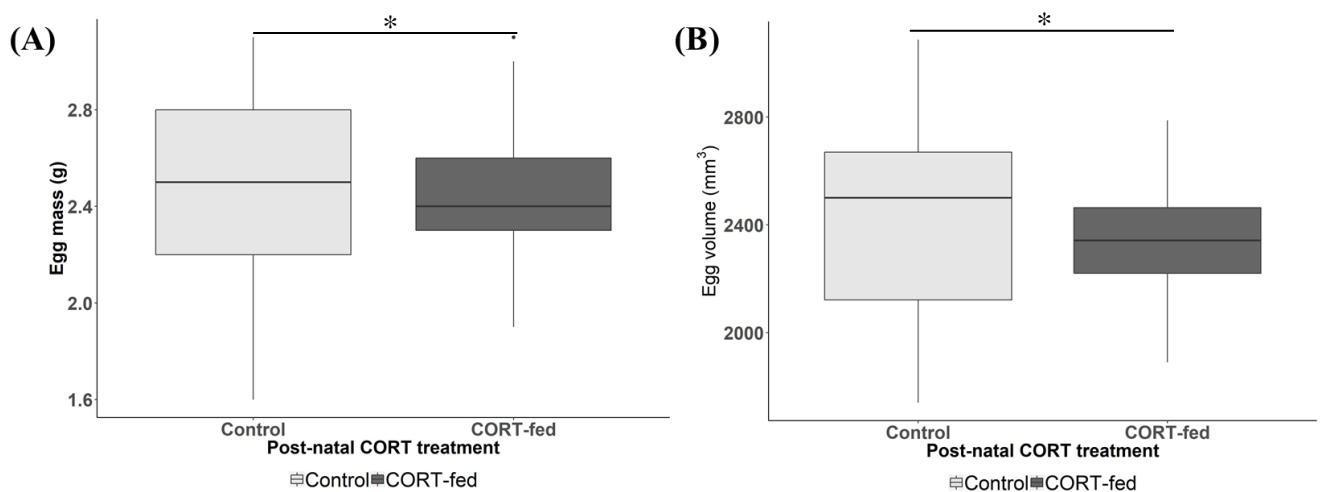 (A)
*
Egg mass (g)
2.8
2.4
2.0
1.6
Control CORT-fed
Post-natal CORT treatment
Control CORT-fed
(B)
*
Egg volume (mm³)
2800
2400
2000
Control CORT-fed
Post-natal CORT treatment
Control CORT-fed